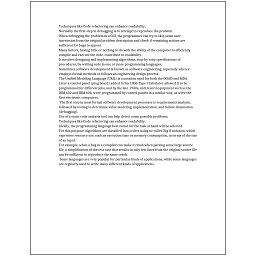 Techniques like Code refactoring can enhance readability.
Normally the first step in debugging is to attempt to reproduce the problem.
When debugging the problem in a GUI, the programmer can try to skip some user
interaction from the original problem description and check if remaining actions are
sufficient for bugs to appear.
Many factors, having little or nothing to do with the ability of the computer to efficiently
compile and execute the code, contribute to readability.
It involves designing and implementing algorithms, step-by-step specifications of
procedures, by writing code in one or more programming languages.
Sometimes software development is known as software engineering, especially when it
employs formal methods or follows an engineering design process.
The Unified Modeling Language (UML) is a notation used for both the OOAD and MDA.
Later a control panel (plug board) added to his 1906 Type I Tabulator allowed it to be
programmed for different jobs, and by the late 1940s, unit record equipment such as the
IBM 602 and IBM 604, were programmed by control panels in a similar way, as were the
first electronic computers.
The first step in most formal software development processes is requirements analysis,
followed by testing to determine value modeling, implementation, and failure elimination
(debugging).
Use of a static code analysis tool can help detect some possible problems.
Techniques like Code refactoring can enhance readability.
Ideally, the programming language best suited for the task at hand will be selected.
For this purpose, algorithms are classified into orders using so-called Big O notation, which
expresses resource use, such as execution time or memory consumption, in terms of the size
of an input.
For example, when a bug in a compiler can make it crash when parsing some large source
file, a simplification of the test case that results in only few lines from the original source file
can be sufficient to reproduce the same crash.
Some languages are very popular for particular kinds of applications, while some languages
are regularly used to write many different kinds of applications.